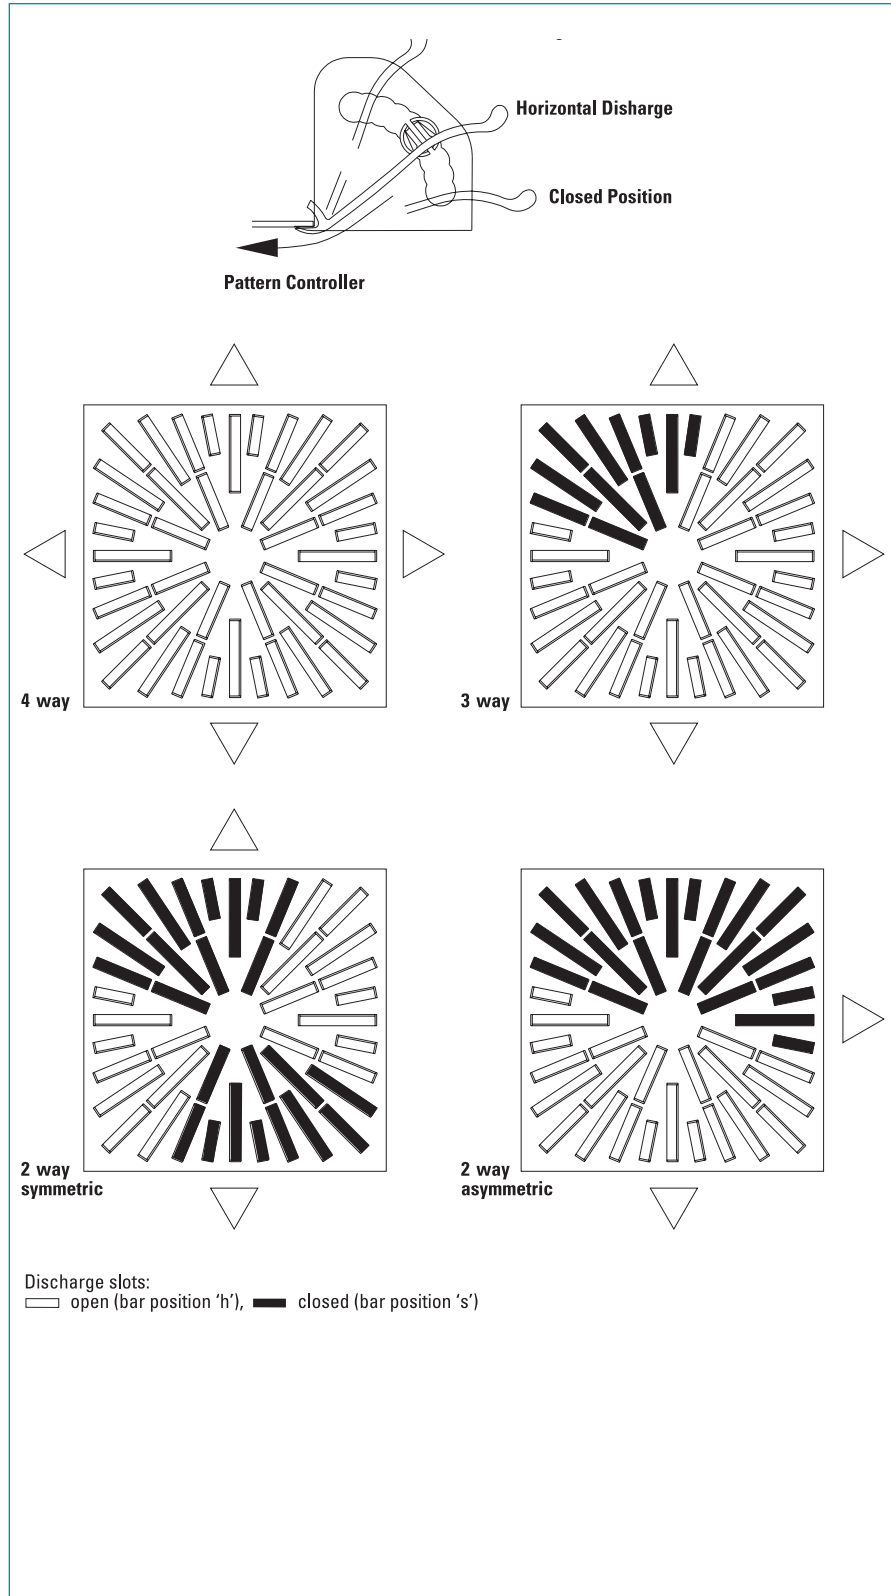 Horizontal Disharge
Closed Position
Pattern Controller
4 way
3 way
2 way
symmetric
2 way
asymmetric
Discharge slots:
open (bar position ‘h’), closed (bar position ‘s’)